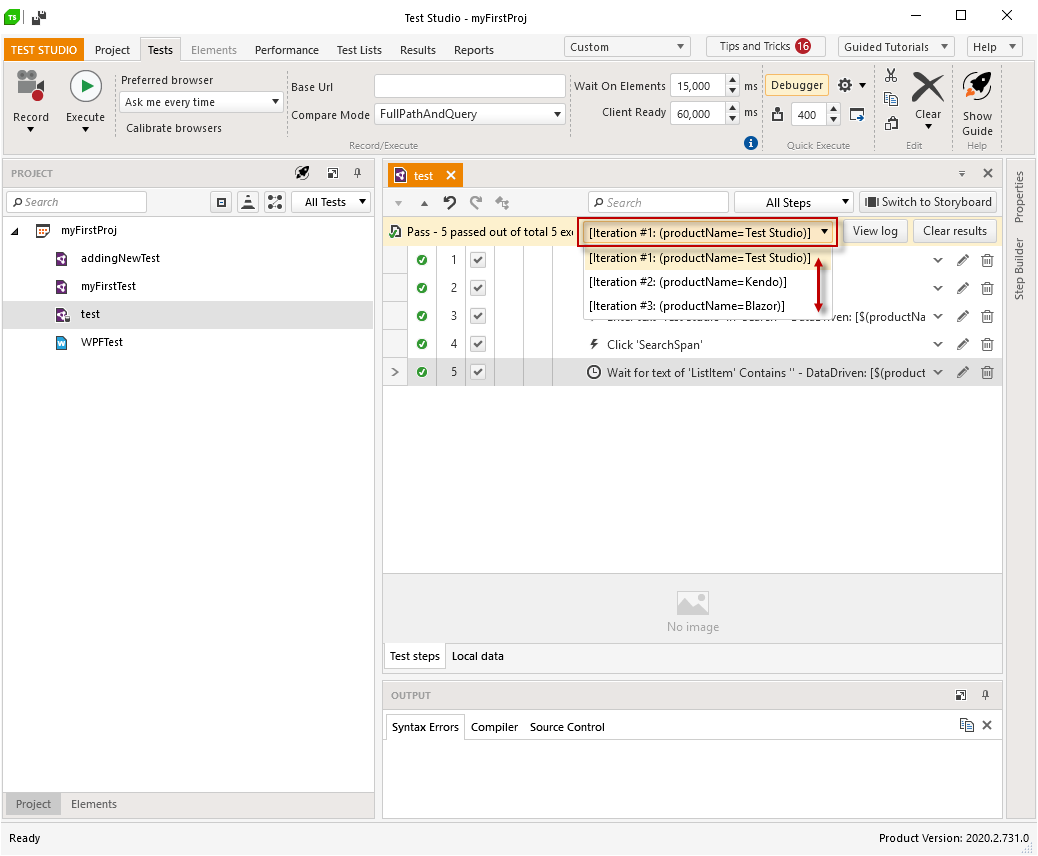 TS
Test Studio - myFirstProj
TEST STUDIO Project Tests Elements Performance Test Lists Results Reports Custom Tips and Tricks 16 Guided Tutorials Help
Record
Execute
Preferred browser
Ask me every time
Calibrate browsers
Base Url
Compare Mode FullPathAndQuery
Record/Execute
Wait On Elements 15,000 ms
Client Ready 60,000 ms
Debugger
400
Quick Execute
Clear
Edit
Show
Guide
Help
PROJECT
Search All Tests
myFirstProj
addingNewTest
myFirstTest
test
WPFTest
Project Elements
test
Search All Steps Switch to Storyboard
Pass - 5 passed out of total 5 exe [Iteration #1: (productName=Test Studio)] View log Clear results
[Iteration #1: (productName=Test Studio)]
[Iteration #2: (productName=Kendo)]
[Iteration #3: (productName=Blazor)]
1
2
3 DataDriven: [$(productNa
4 Click 'SearchSpan'
5 Wait for text of 'ListItem' Contains '' - DataDriven: [$(product
No image
Test steps Local data
OUTPUT
Syntax Errors Compiler Source Control
Properties
Step Builder
Ready
Product Version: 2020.2.731.0